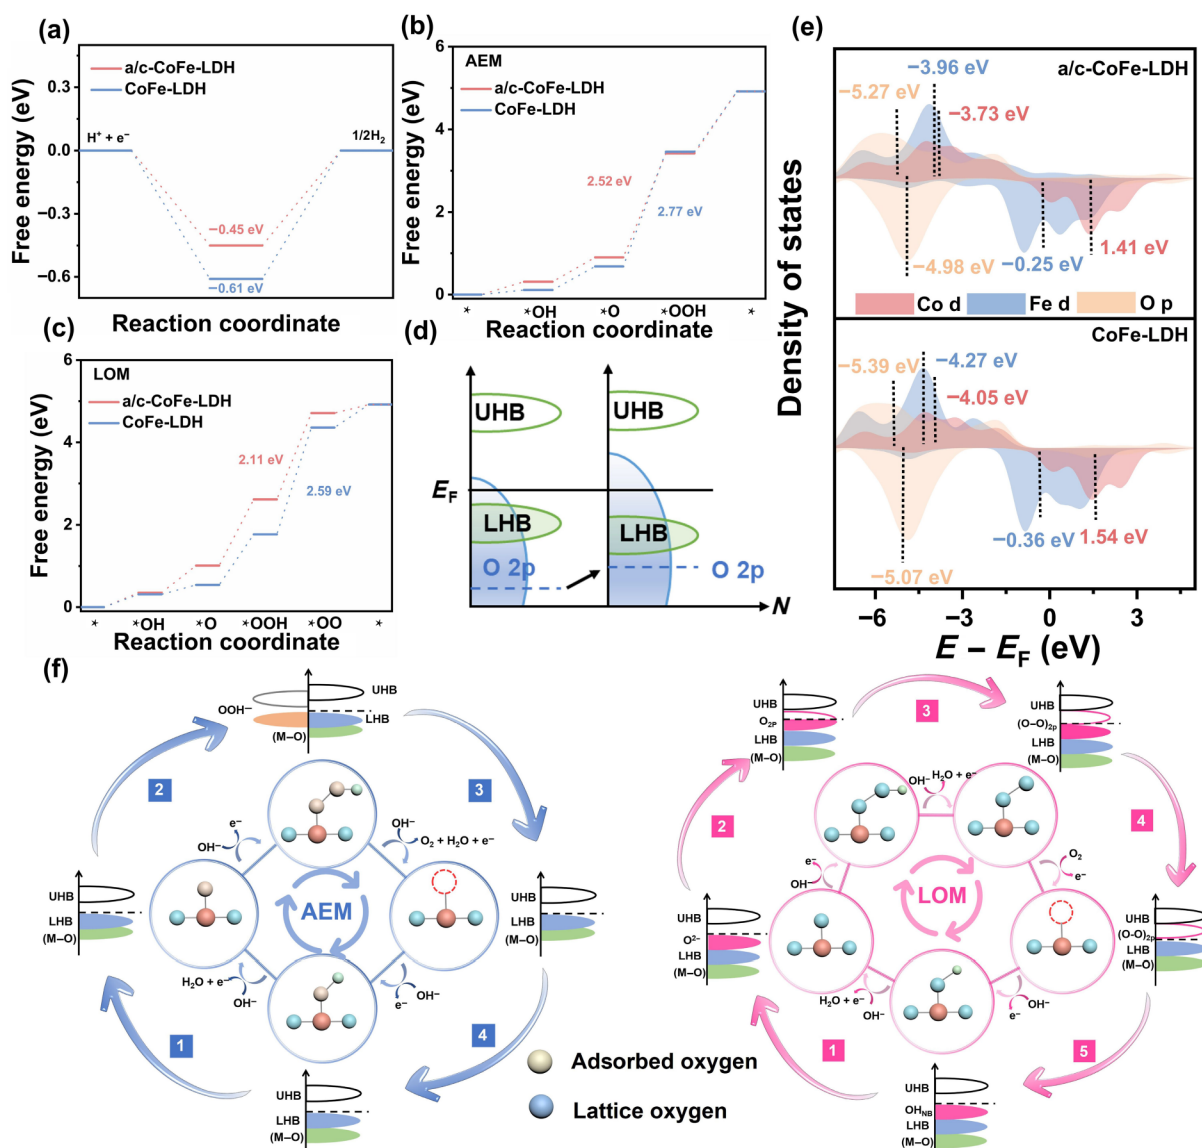 (a)
Free energy (eV)
0.3
0.0
−0.3
−0.6
a/c-CoFe-LDH
CoFe-LDH
H⁺ + e⁻
1/2H₂
−0.45 eV
−0.61 eV
Reaction coordinate
(b)
Free energy (eV)
6
3
0
AEM
a/c-CoFe-LDH
CoFe-LDH
2.52 eV
2.77 eV
* *OH *O *OOH *
Reaction coordinate
(c)
Free energy (eV)
6
4
2
0
LOM
a/c-CoFe-LDH
CoFe-LDH
2.11 eV
2.59 eV
* *OH *O *OOH *OO *
Reaction coordinate
(d)
UHB UHB
E_F
LHB LHB
O 2p O 2p
N
(e)
Density of states
a/c-CoFe-LDH
−3.96 eV
−5.27 eV
−3.73 eV
−4.98 eV
−0.25 eV
1.41 eV
Co d Fe d O p
CoFe-LDH
−5.39 eV
−4.27 eV
−4.05 eV
−0.36 eV
1.54 eV
−5.07 eV
−6 −3 0 3
E − E_F (eV)
(f)
UHB
OOH⁻
LHB
(M–O)
2
3
e⁻
OH⁻
OH⁻
O₂ + H₂O + e⁻
UHB
LHB
(M–O)
AEM
UHB
LHB
(M–O)
H₂O + e⁻
OH⁻
OH⁻
e⁻
1
4
UHB
LHB
(M–O)
Adsorbed oxygen
Lattice oxygen
UHB
O₂P
LHB
(M–O)
3
UHB
(O–O)₂p
LHB
(M–O)
OH⁻
H₂O + e⁻
2
4
e⁻
OH⁻
O₂
e⁻
LOM
UHB
O²⁻
LHB
(M–O)
UHB
(O-O)₂p
LHB
(M–O)
H₂O + e⁻
OH⁻
OH⁻
e⁻
1
5
UHB
OH_NB
LHB
(M–O)